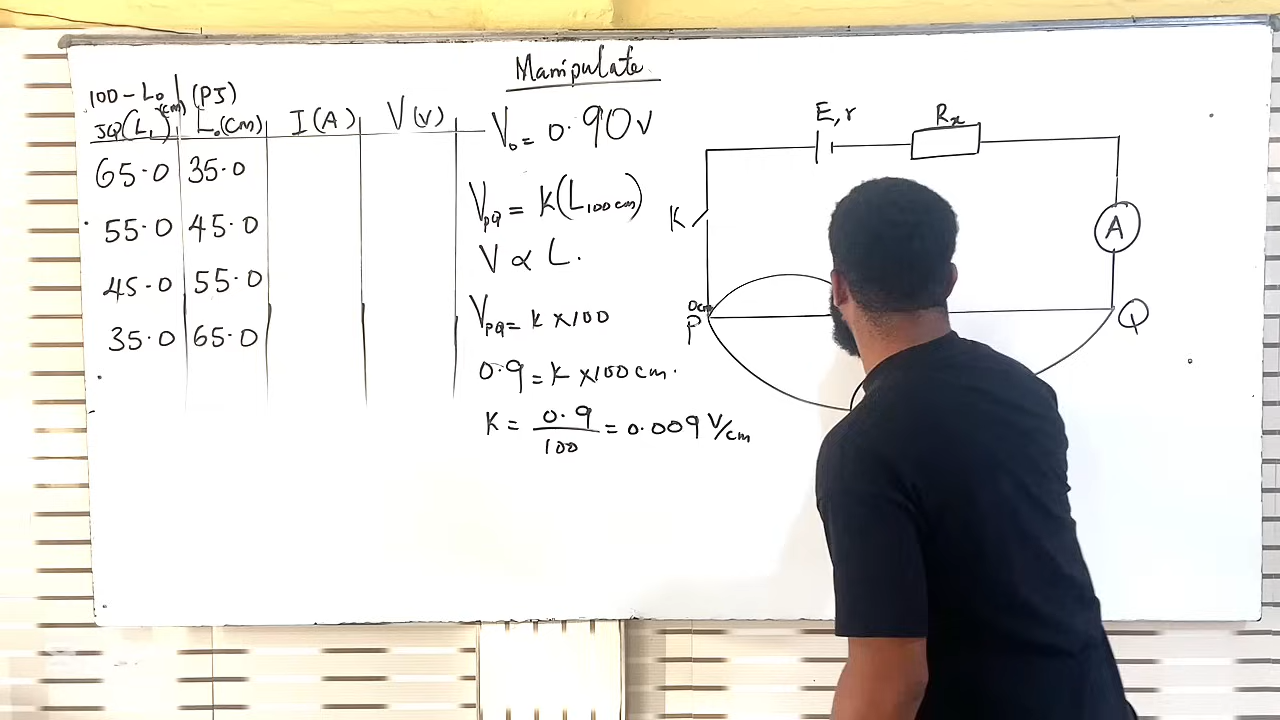 Manipulate
100-L₀ (cm) | (PJ)
JQ(L₁) L₀(cm) I(A) V(V)
65.0 35.0
55.0 45.0
45.0 55.0
35.0 65.0
V₀ = 0.90V
V_PQ = K(L₁₀₀cm)
V ∝ L.
V_PQ = K ×100
0.9 = K ×100cm.
K = 0.9/100 = 0.009 V/cm
E, r
Rx
K
A
0cm
P
Q